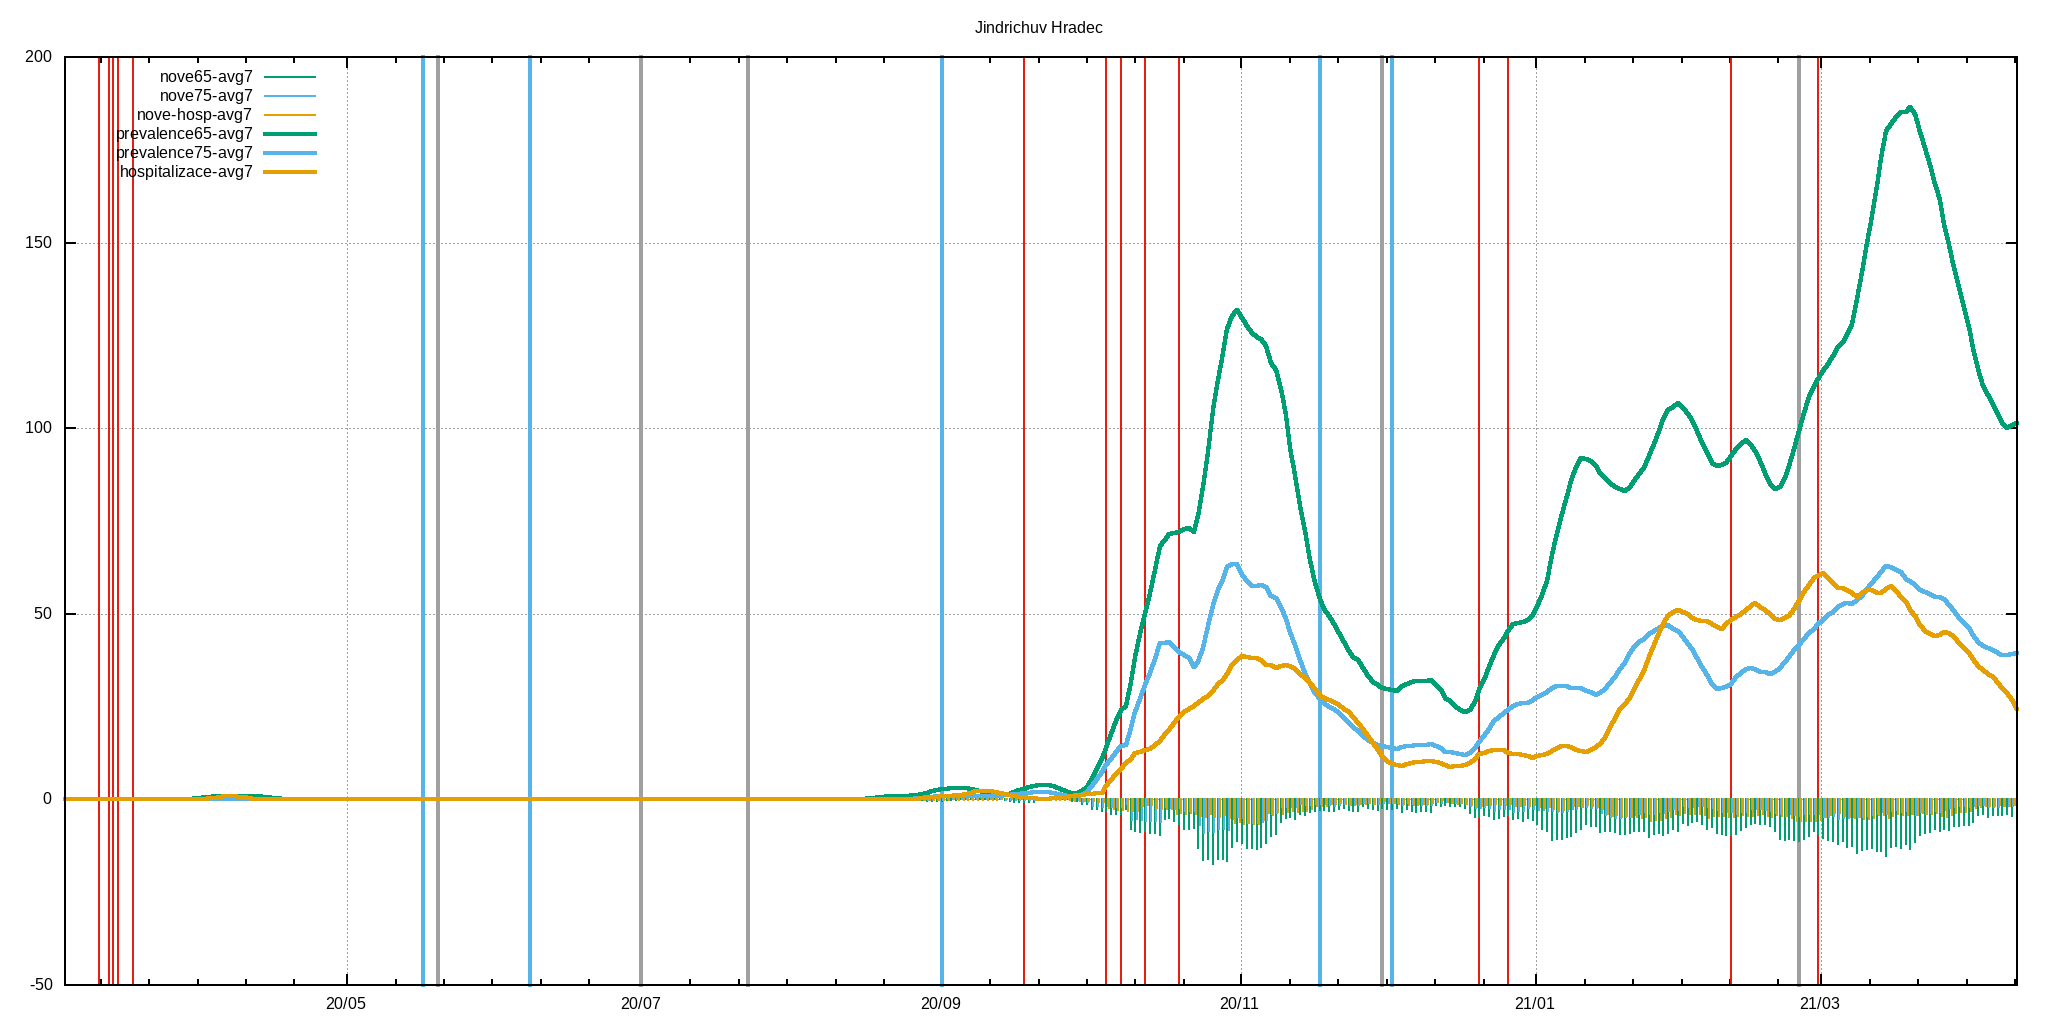 Jindrichuv Hradec
200
150
100
50
0
-50
nove65-avg7
nove75-avg7
nove-hosp-avg7
prevalence65-avg7
prevalence75-avg7
hospitalizace-avg7
20/05 20/07 20/09 20/11 21/01 21/03